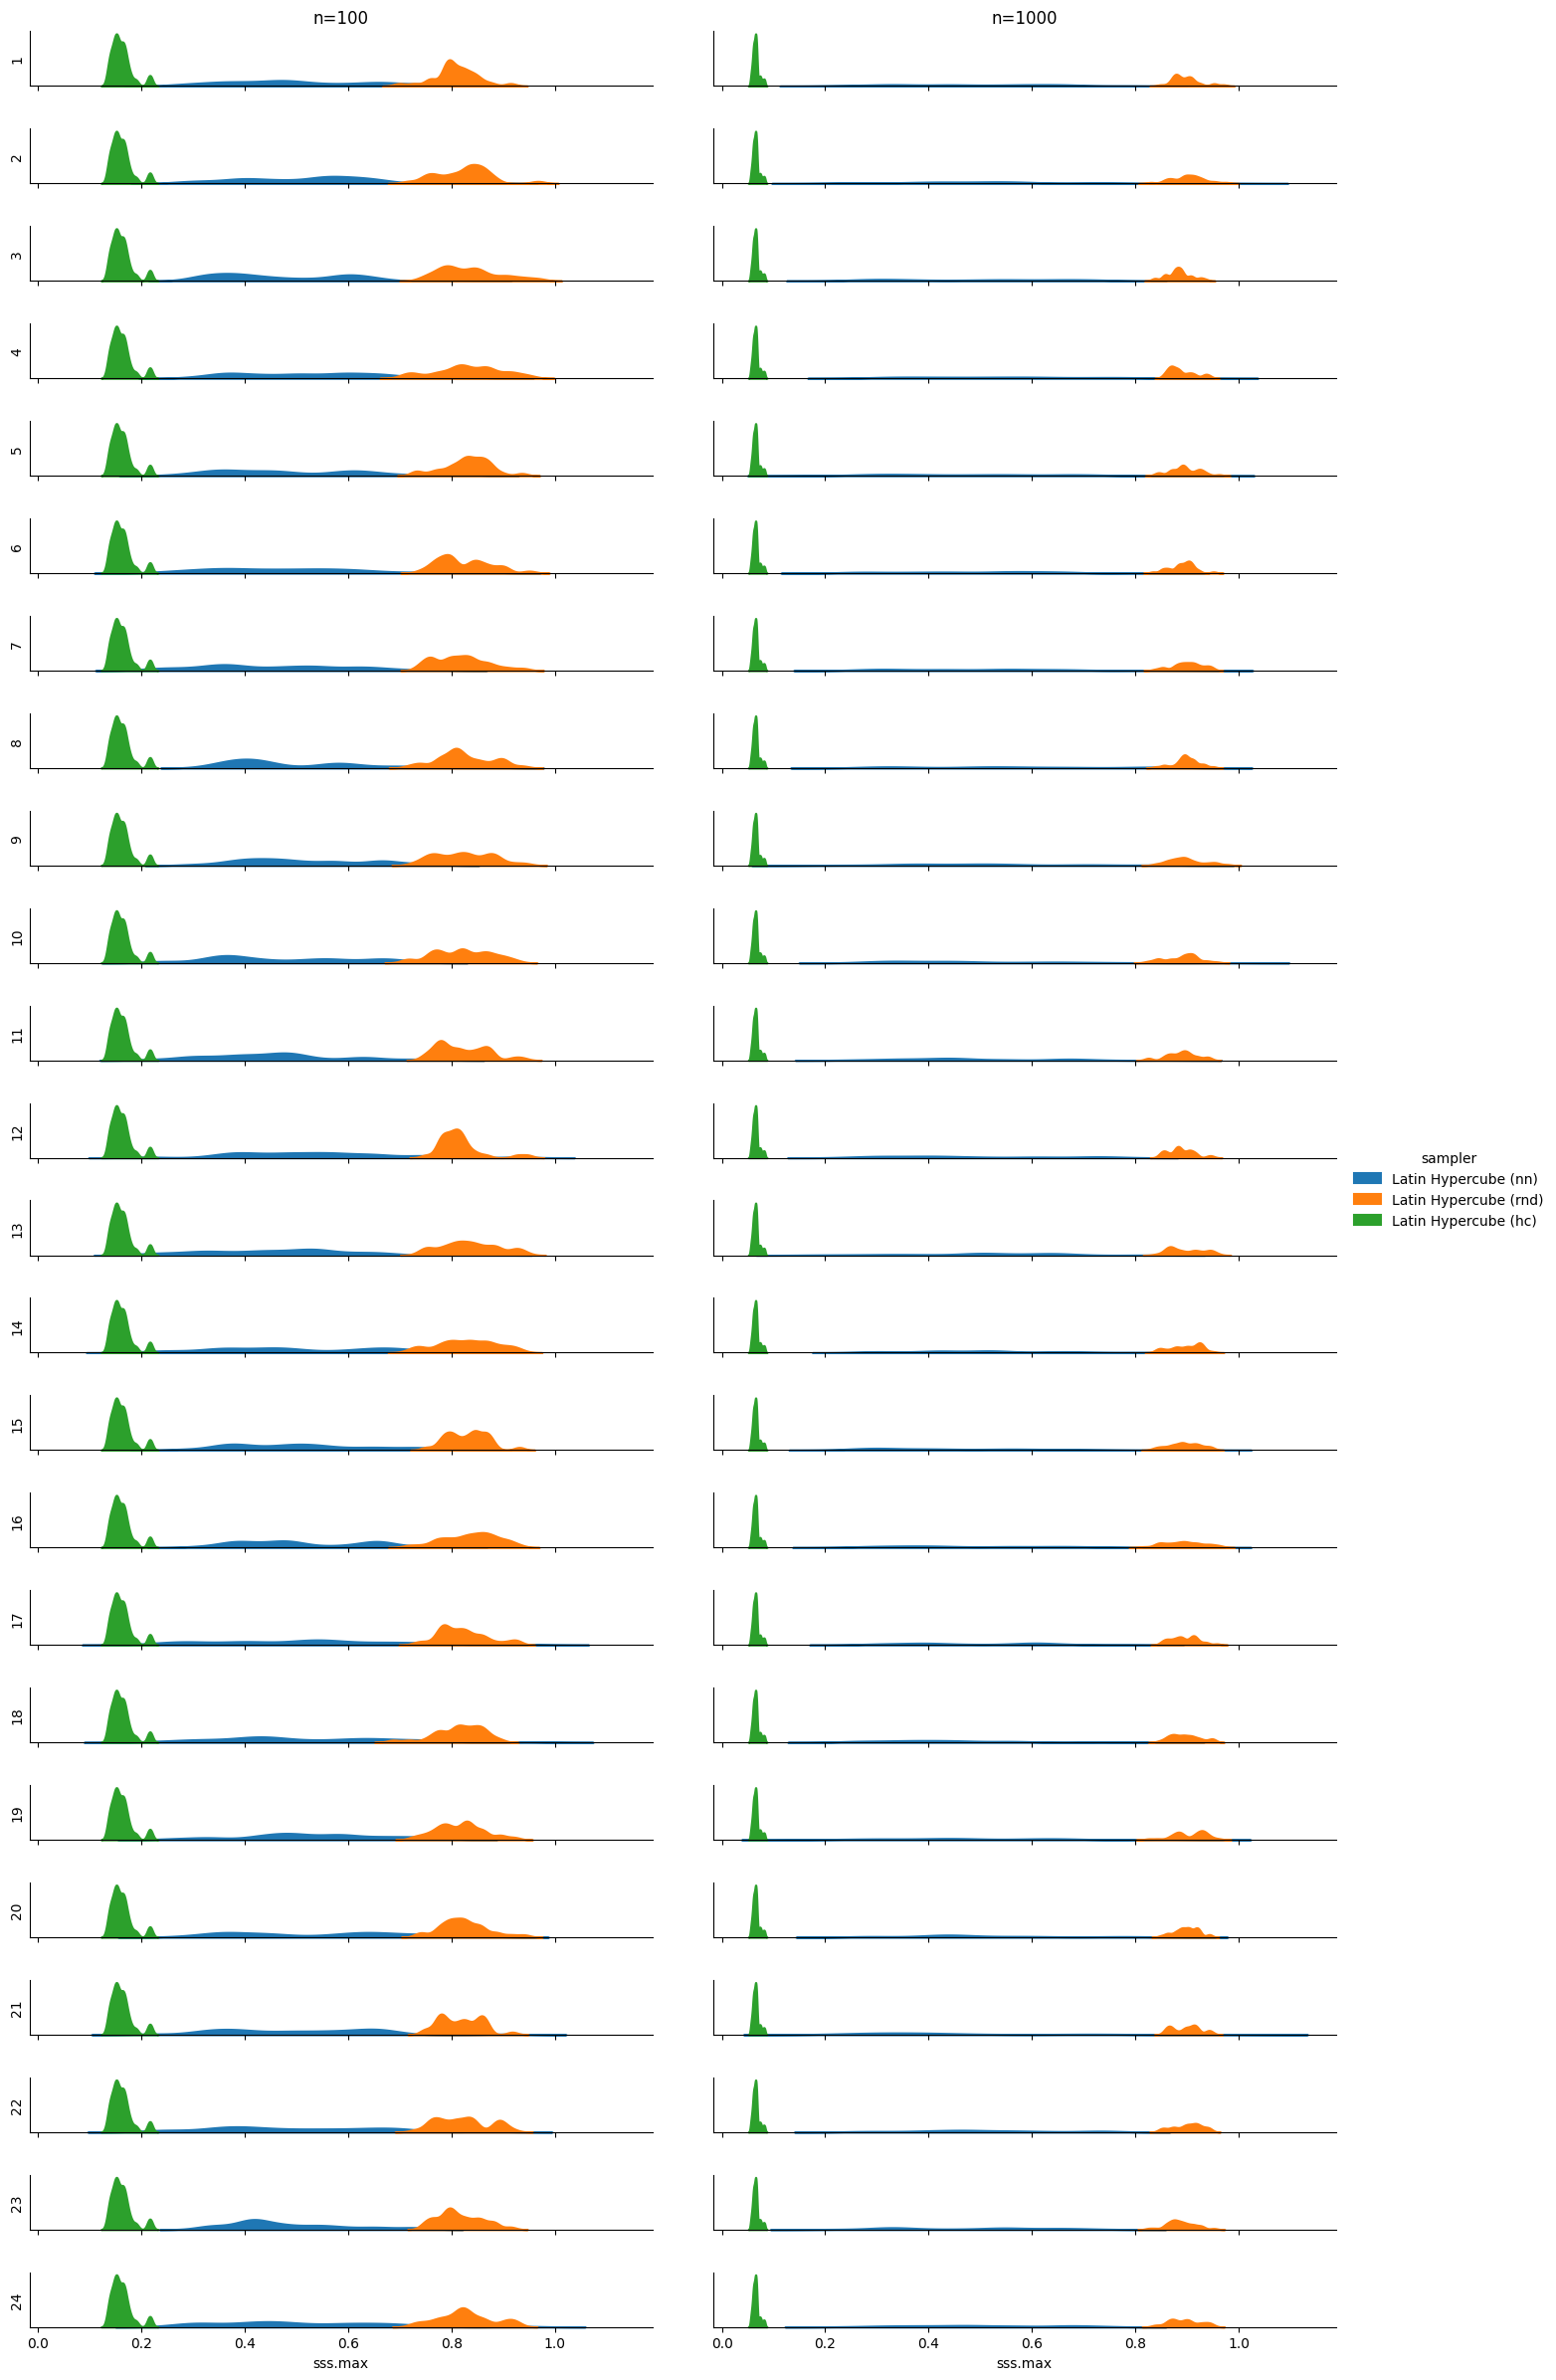 n=100
n=1000
1
2
3
4
5
6
7
8
9
10
11
12
sampler
Latin Hypercube (nn)
Latin Hypercube (rnd)
Latin Hypercube (hc)
13
14
15
16
17
18
19
20
21
22
23
24
0.0 0.2 0.4 0.6 0.8 1.0
0.0 0.2 0.4 0.6 0.8 1.0
sss.max
sss.max